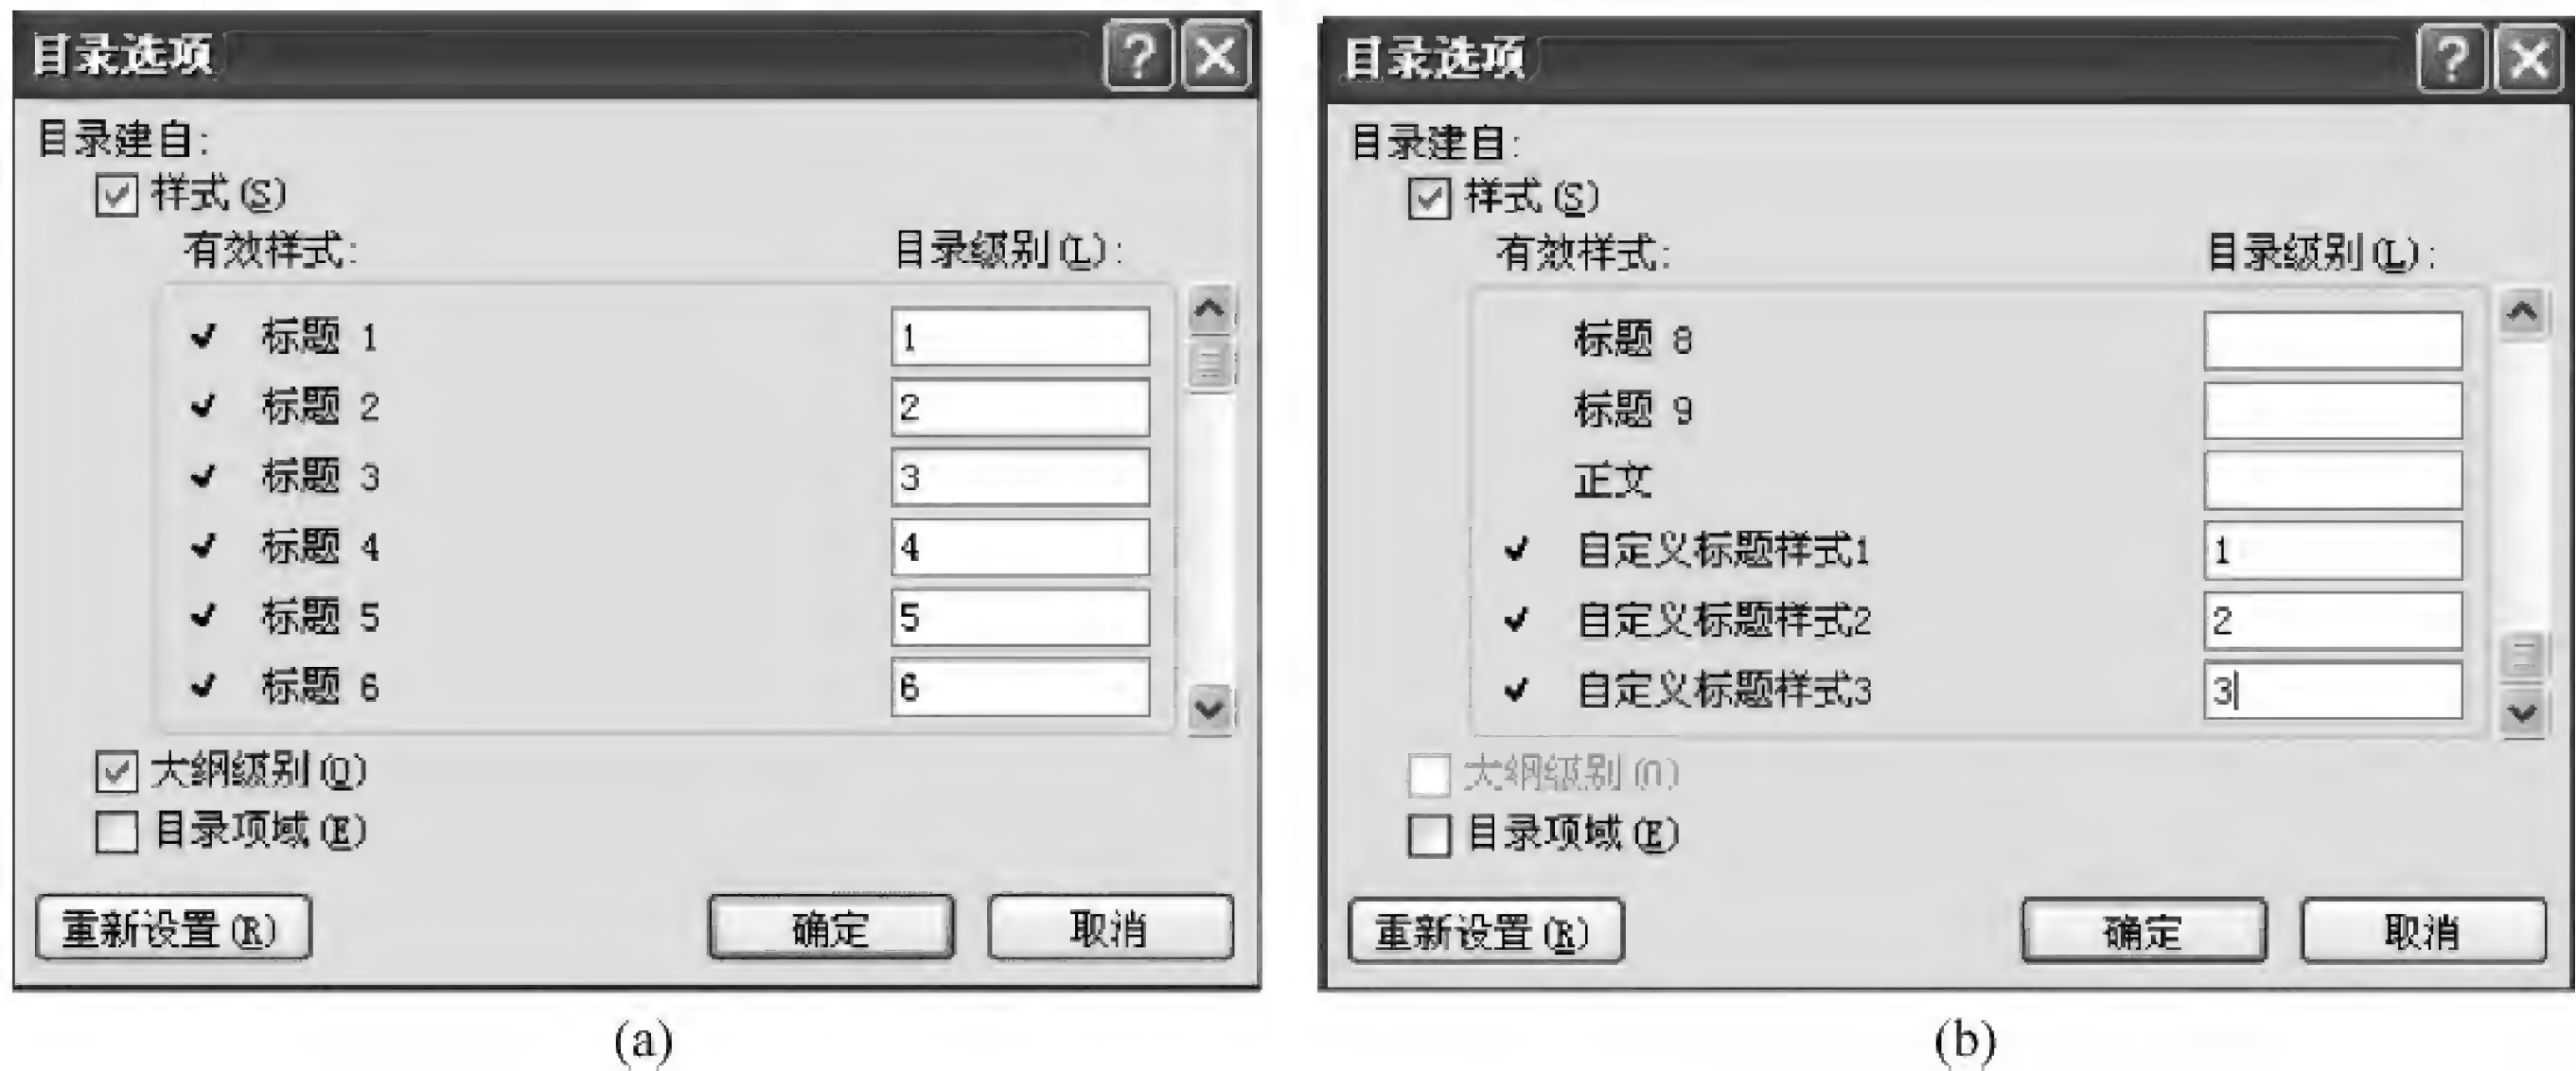 目录选项
目录建自:
样式(S)
有效样式: 目录级别(L):
标题 1 1
标题 2 2
标题 3 3
标题 4 4
标题 5 5
标题 6 6
大纲级别(O)
目录项域(E)
重新设置(R) 确定 取消
(a)
目录选项
目录建自:
样式(S)
有效样式: 目录级别(L):
标题 8
标题 9
正文
自定义标题样式1 1
自定义标题样式2 2
自定义标题样式3 3
大纲级别(O)
目录项域(E)
重新设置(R) 确定 取消
(b)